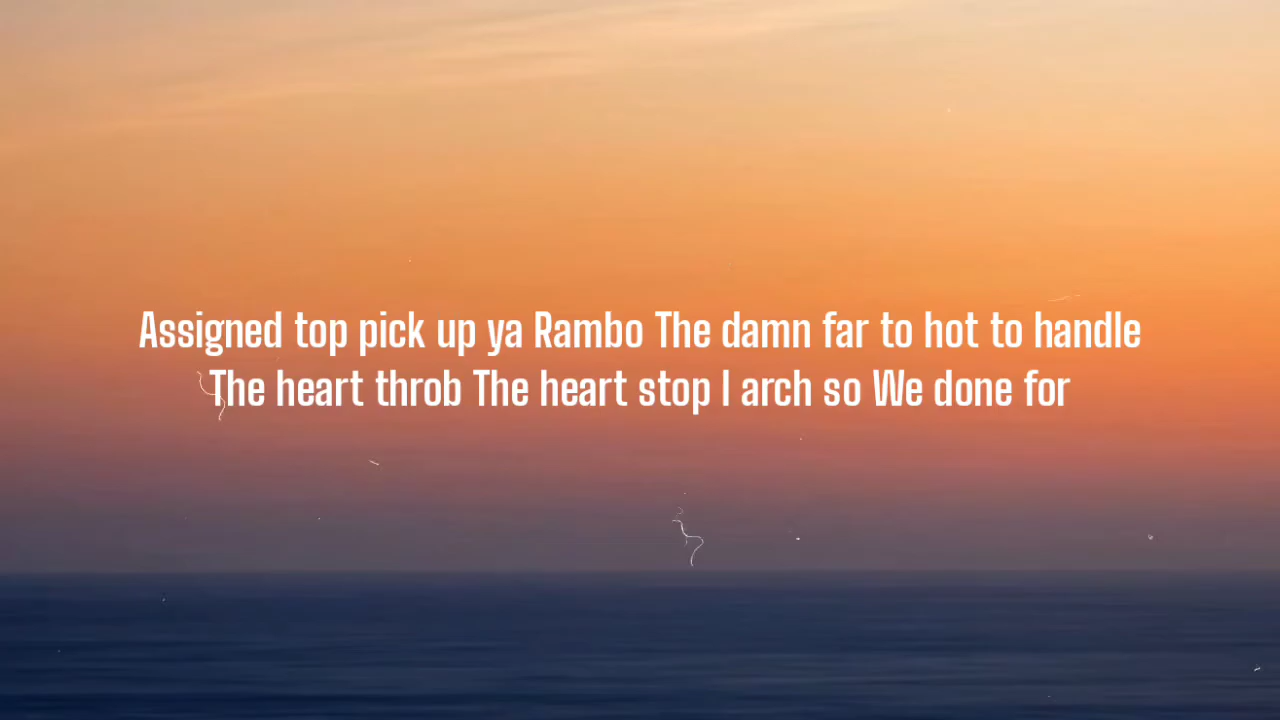 Assigned top pick up ya Rambo The damn far to hot to handle
The heart throb The heart stop I arch so We done for